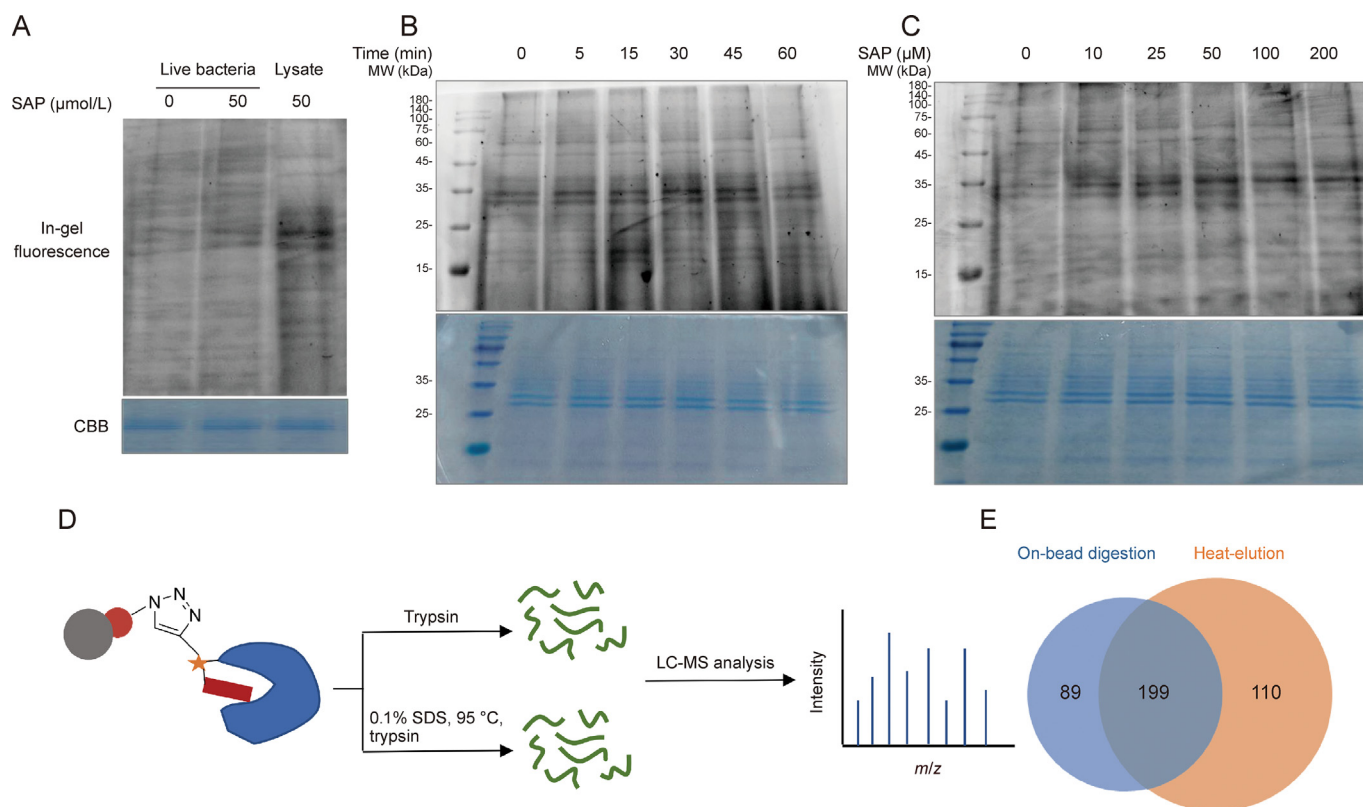 A
Live bacteria
Lysate
SAP (μmol/L)
0
50
50
In-gel
fluorescence
CBB
B
Time (min)
0
5
15
30
45
60
MW (kDa)
180-
140-
100-
75-
60-
45-
35-
25-
15-
35-
25-
C
SAP (μM)
0
10
25
50
100
200
MW (kDa)
180-
140-
100-
75-
60-
45-
35-
25-
15-
35-
25-
D
N
N
N
Trypsin
0.1% SDS, 95 °C,
trypsin
LC-MS analysis
Intensity
m/z
E
On-bead digestion
Heat-elution
89
199
110